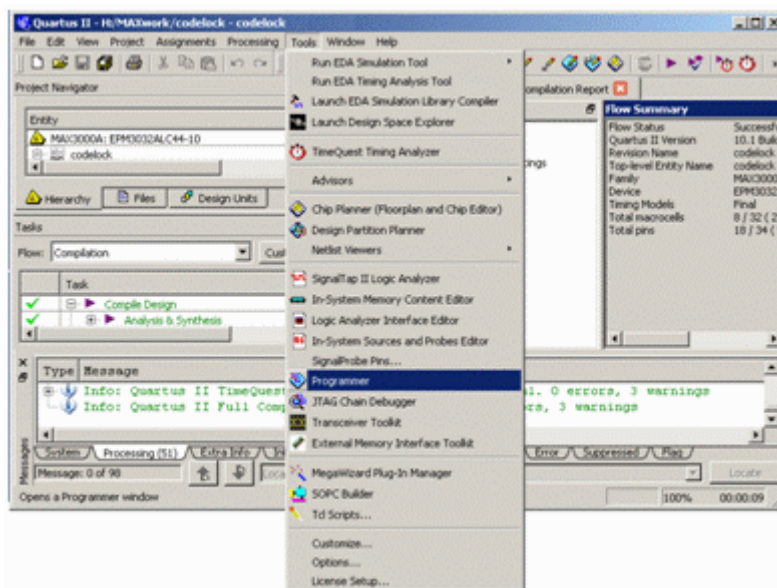 Quartus II - H:/MAXwork/codelock - codelock
File Edit View Project Assignments Processing Tools Window Help
Project Navigator
Entity
MAX3000A: EPM3032ALC44-10
codelock
Hierarchy Files Design Units
Tasks
Flow: Compilation
Task
Compile Design
Analysis & Synthesis
Run EDA Simulation Tool
Run EDA Timing Analysis Tool
Launch EDA Simulation Library Compiler
Launch Design Space Explorer
TimeQuest Timing Analyzer
Advisors
Chip Planner (Floorplan and Chip Editor)
Design Partition Planner
Netlist Viewers
SignalTap II Logic Analyzer
In-System Memory Content Editor
Logic Analyzer Interface Editor
In-System Sources and Probes Editor
SignalProbe Pins...
Programmer
JTAG Chain Debugger
Transceiver Toolkit
External Memory Interface Toolkit
MegaWizard Plug-In Manager
SOPC Builder
Tcl Scripts...
Customize...
Options...
License Setup...
ompilation Report
ings
Flow Summary
Flow Status Successf
Quartus II Version 10.1 Buil
Revision Name codelock
Top-level Entity Name codelock
Family MAX3000
Device EPM3032
Timing Models Final
Total macrocells 8 / 32 ( 2
Total pins 18 / 34 (
Type Message
Info: Quartus II TimeQuest l. 0 errors, 3 warnings
Info: Quartus II Full Comp rs, 3 warnings
Messages
System Processing (51) Extra Info In Error Suppressed Flag
Message: 0 of 98 Loca Locate
Opens a Programmer window 100% 00:00:09